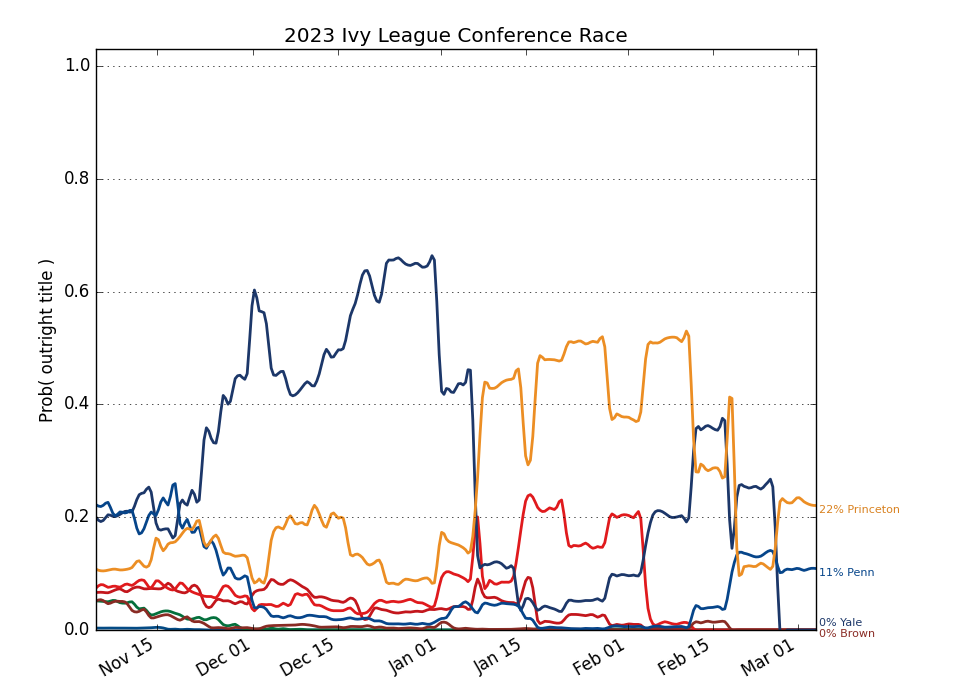 2023 Ivy League Conference Race
Prob( outright title )
1.0
0.8
0.6
0.4
0.2
0.0
22% Princeton
11% Penn
0% Yale
0% Brown
Nov 15
Dec 01
Dec 15
Jan 01
Jan 15
Feb 01
Feb 15
Mar 01